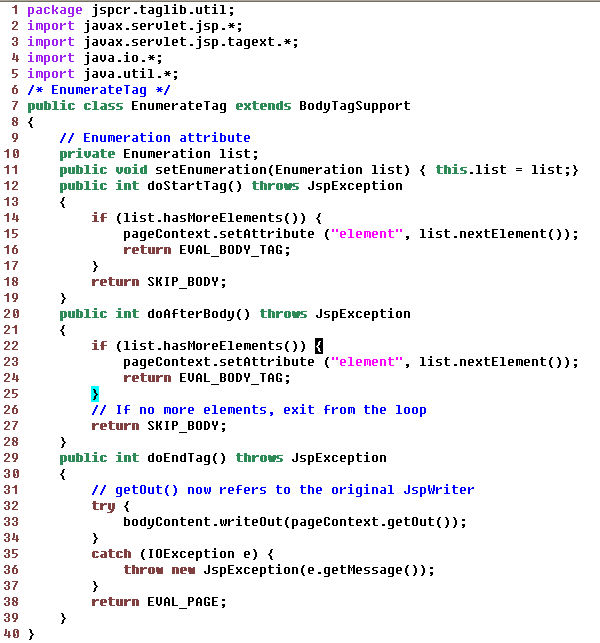 1 package jspcr.taglib.util;
2 import javax.servlet.jsp.*;
3 import javax.servlet.jsp.tagext.*;
4 import java.io.*;
5 import java.util.*;
6 /* EnumerateTag */
7 public class EnumerateTag extends BodyTagSupport
8 {
9     // Enumeration attribute
10     private Enumeration list;
11     public void setEnumeration(Enumeration list) { this.list = list;}
12     public int doStartTag() throws JspException
13     {
14         if (list.hasMoreElements()) {
15             pageContext.setAttribute ("element", list.nextElement());
16             return EVAL_BODY_TAG;
17         }
18         return SKIP_BODY;
19     }
20     public int doAfterBody() throws JspException
21     {
22         if (list.hasMoreElements()) {
23             pageContext.setAttribute ("element", list.nextElement());
24             return EVAL_BODY_TAG;
25         }
26         // If no more elements, exit from the loop
27         return SKIP_BODY;
28     }
29     public int doEndTag() throws JspException
30     {
31         // getOut() now refers to the original JspWriter
32         try {
33             bodyContent.writeOut(pageContext.getOut());
34         }
35         catch (IOException e) {
36             throw new JspException(e.getMessage());
37         }
38         return EVAL_PAGE;
39     }
40 }